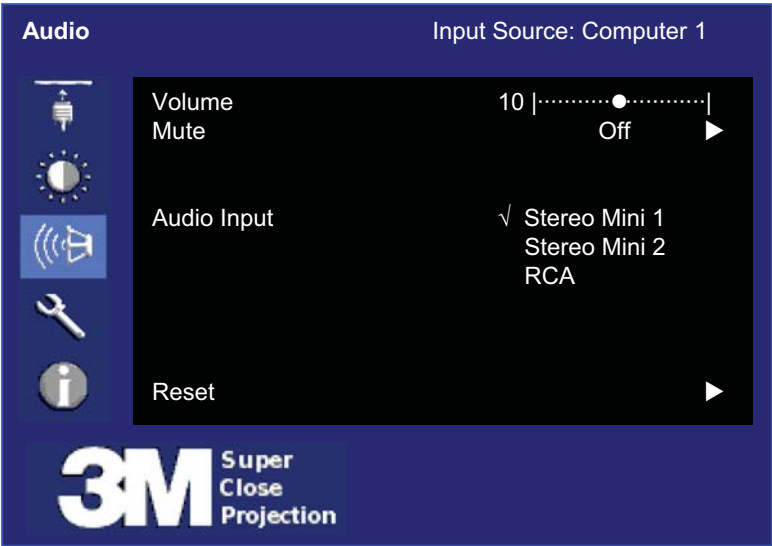 Audio Input Source: Computer 1
Volume 10 |···········●···········|
Mute Off ▶
Audio Input √ Stereo Mini 1
Stereo Mini 2
RCA
Reset ▶
3M Super
Close
Projection